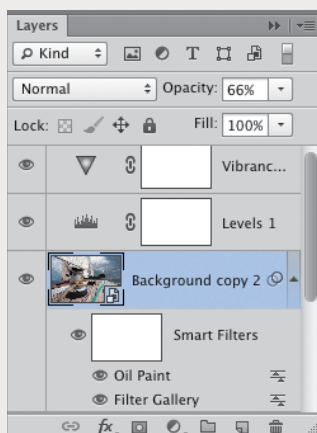 Layers
Kind
Normal Opacity: 66%
Lock: Fill: 100%
Vibranc...
Levels 1
Background copy 2
Smart Filters
Oil Paint
Filter Gallery
fx